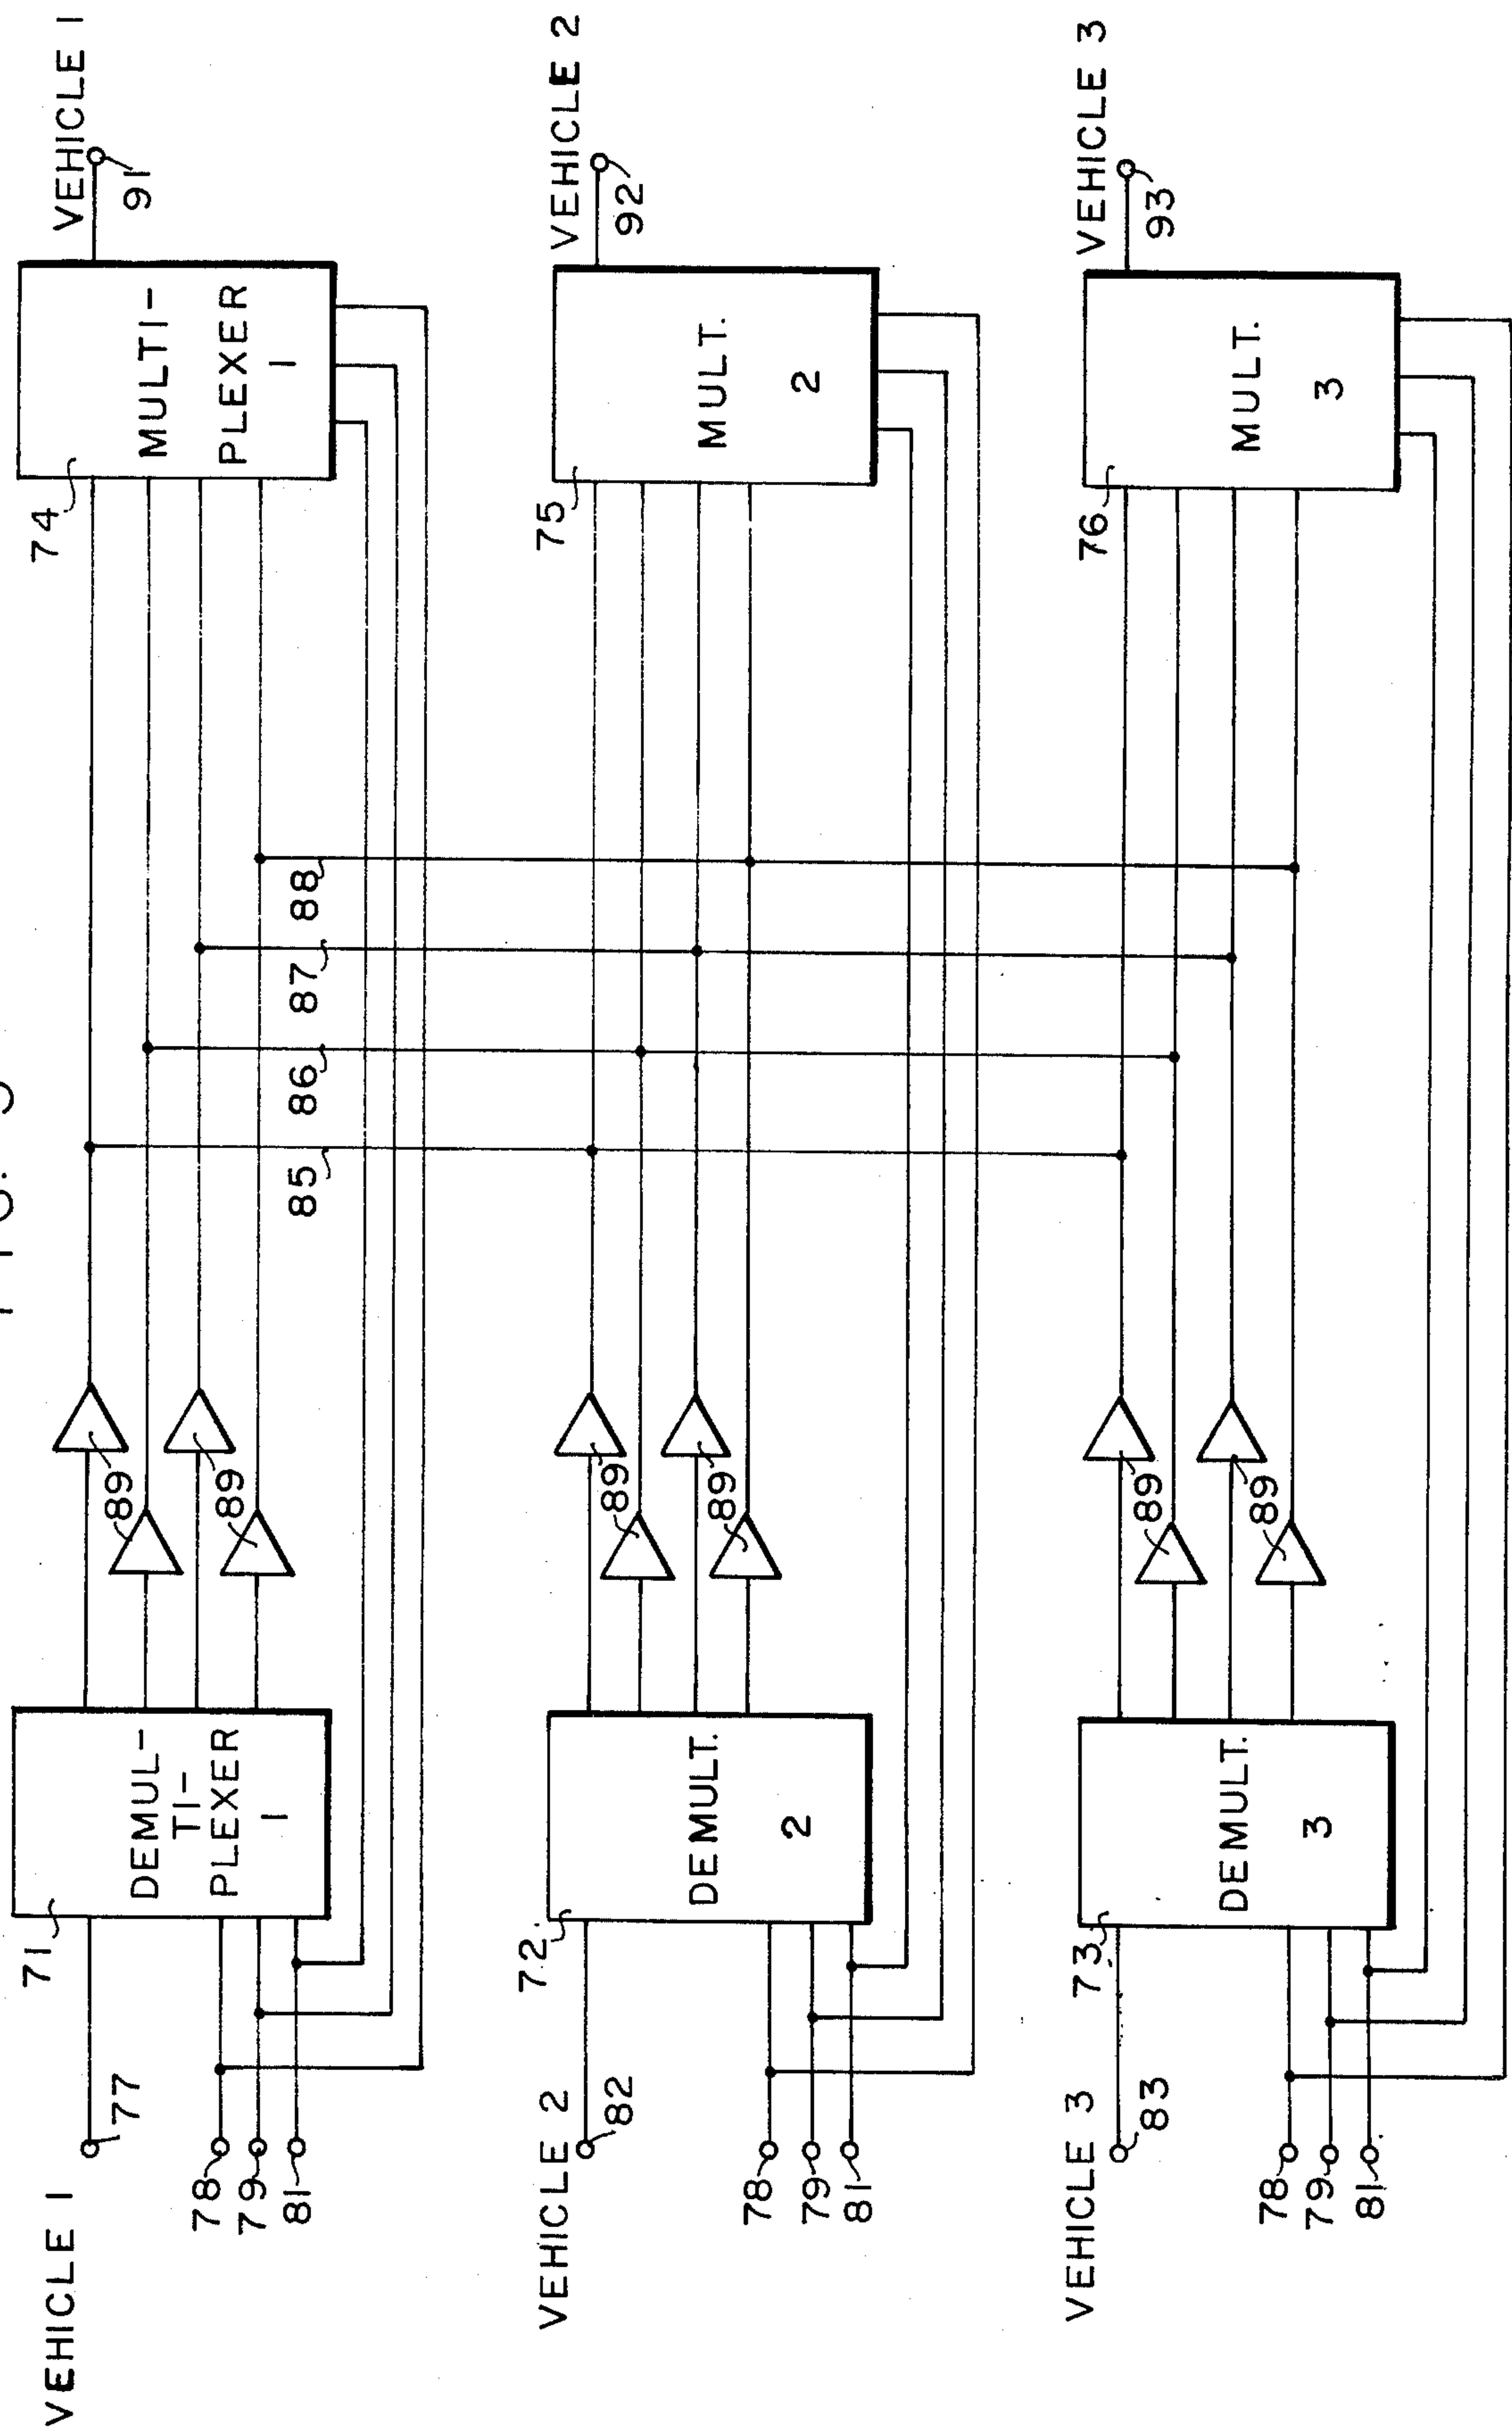 VEHICLE 1
77
78
79
81
71
DEMUL-
TI-
PLEXER
1
89
89
85
86
87
88
74
MULTI-
PLEXER
1
VEHICLE 1
91
VEHICLE 2
82
78
79
81
72
DEMULT.
2
89
89
75
MULT.
2
VEHICLE 2
92
VEHICLE 3
83
78
79
81
73
DEMULT.
3
89
89
76
MULT.
3
VEHICLE 3
93